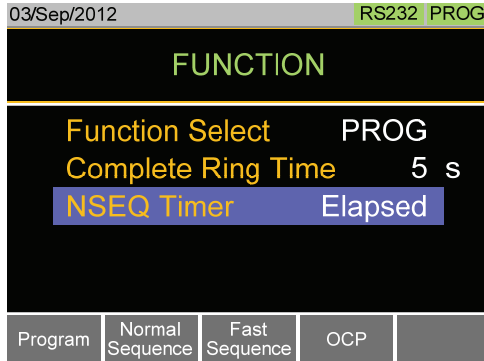 03/Sep/2012 RS232 PROG
FUNCTION
Function Select PROG
Complete Ring Time 5 s
NSEQ Timer Elapsed
Program Normal Sequence Fast Sequence OCP